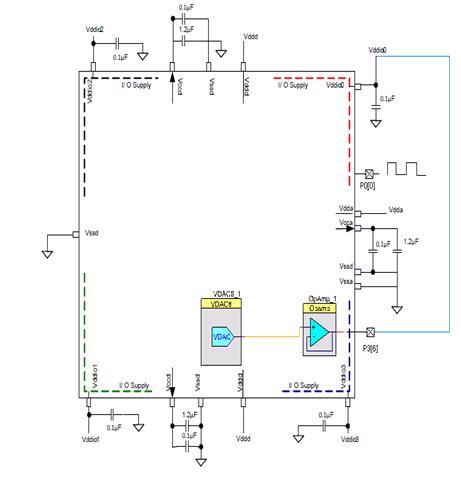 0.1µF
1.2µF
Vddio2
0.1µF
Vddd
Vddio0
Vddio2
I/O Supply
Vccd
Vssd
Vddd
I/O Supply
Vddio0
0.1µF
P0[0]
Vdda
Vdda
Vcca
Vssd
0.1µF
1.2µF
Vssd
Vssa
VDAC8_1
VDAC8
VDAC
OpAmp_1
OpAmp
P3[6]
Vddio1
I/O Supply
Vccd
Vssd
Vddd
I/O Supply
Vddio3
0.1µF
1.2µF
0.1µF
0.1µF
Vddio1
Vddd
Vddio3